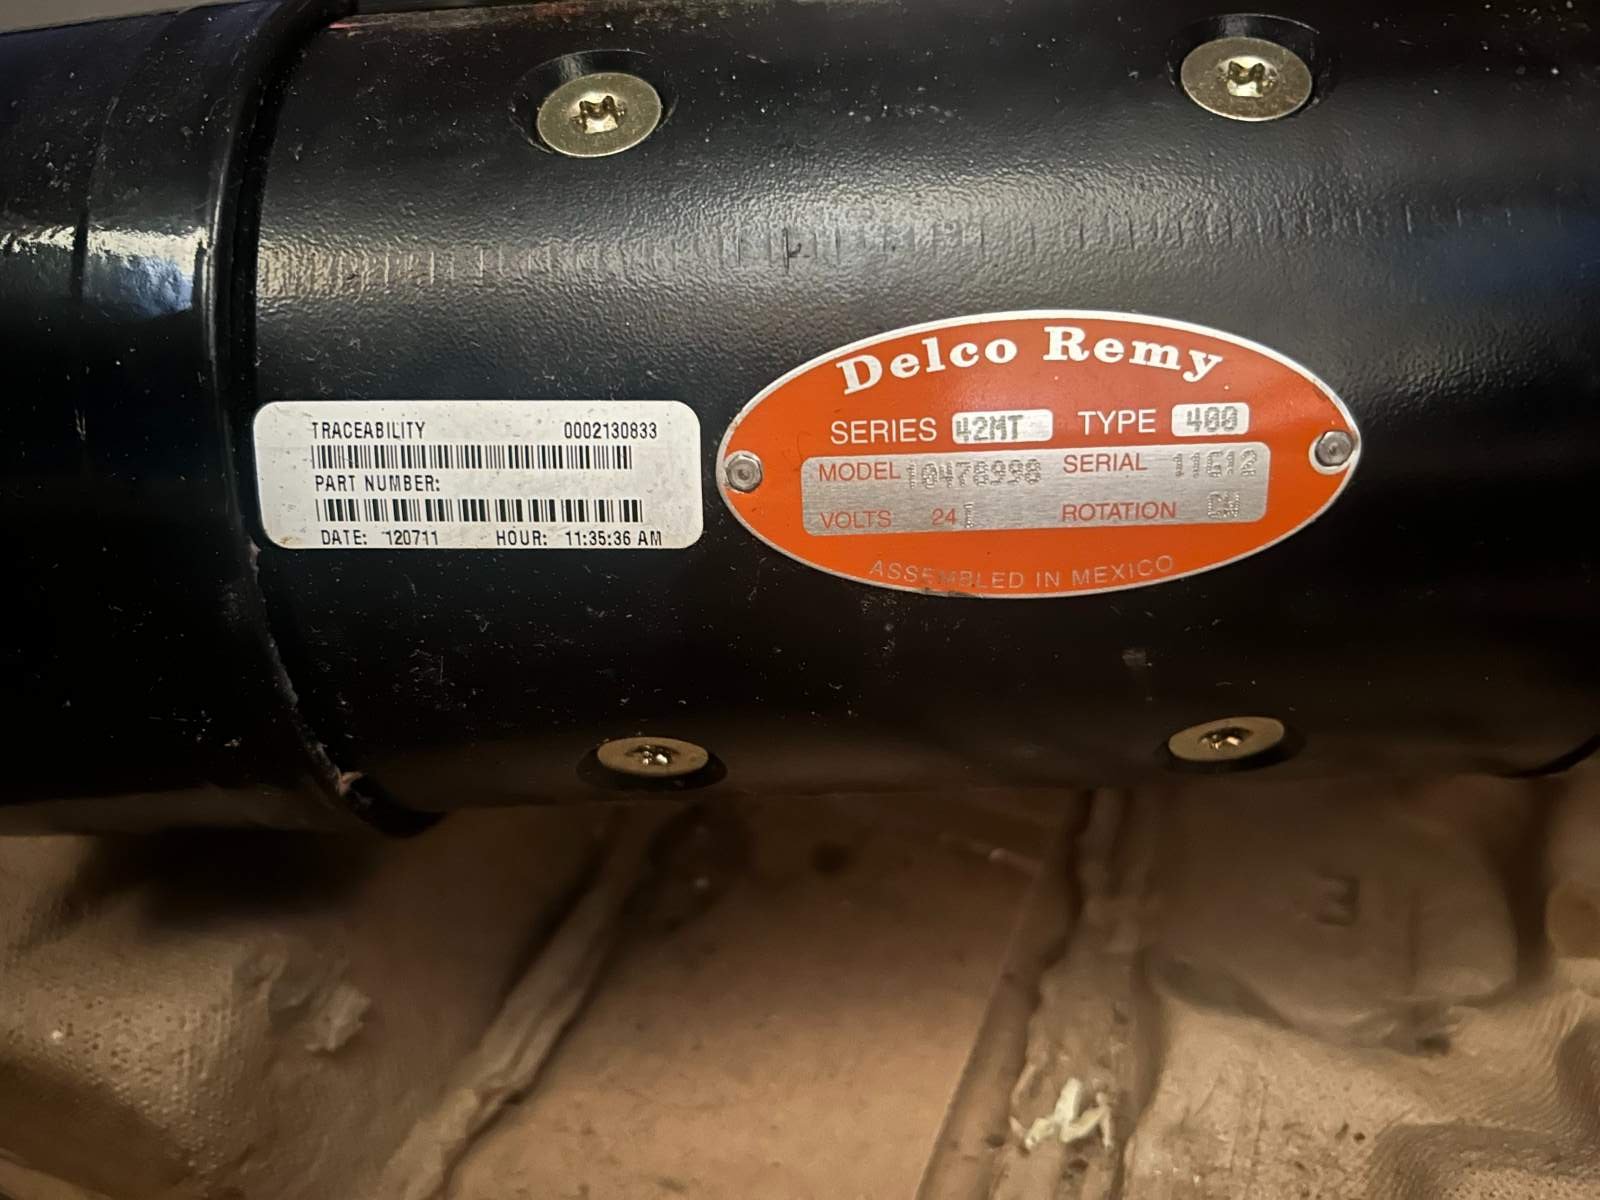 TRACEABILITY 0002130833
PART NUMBER:
DATE: 120711 HOUR: 11:35:36 AM
Delco Remy
SERIES 42MT TYPE 400
MODEL 10478998 SERIAL 11G12
VOLTS 24 ROTATION CW
ASSEMBLED IN MEXICO